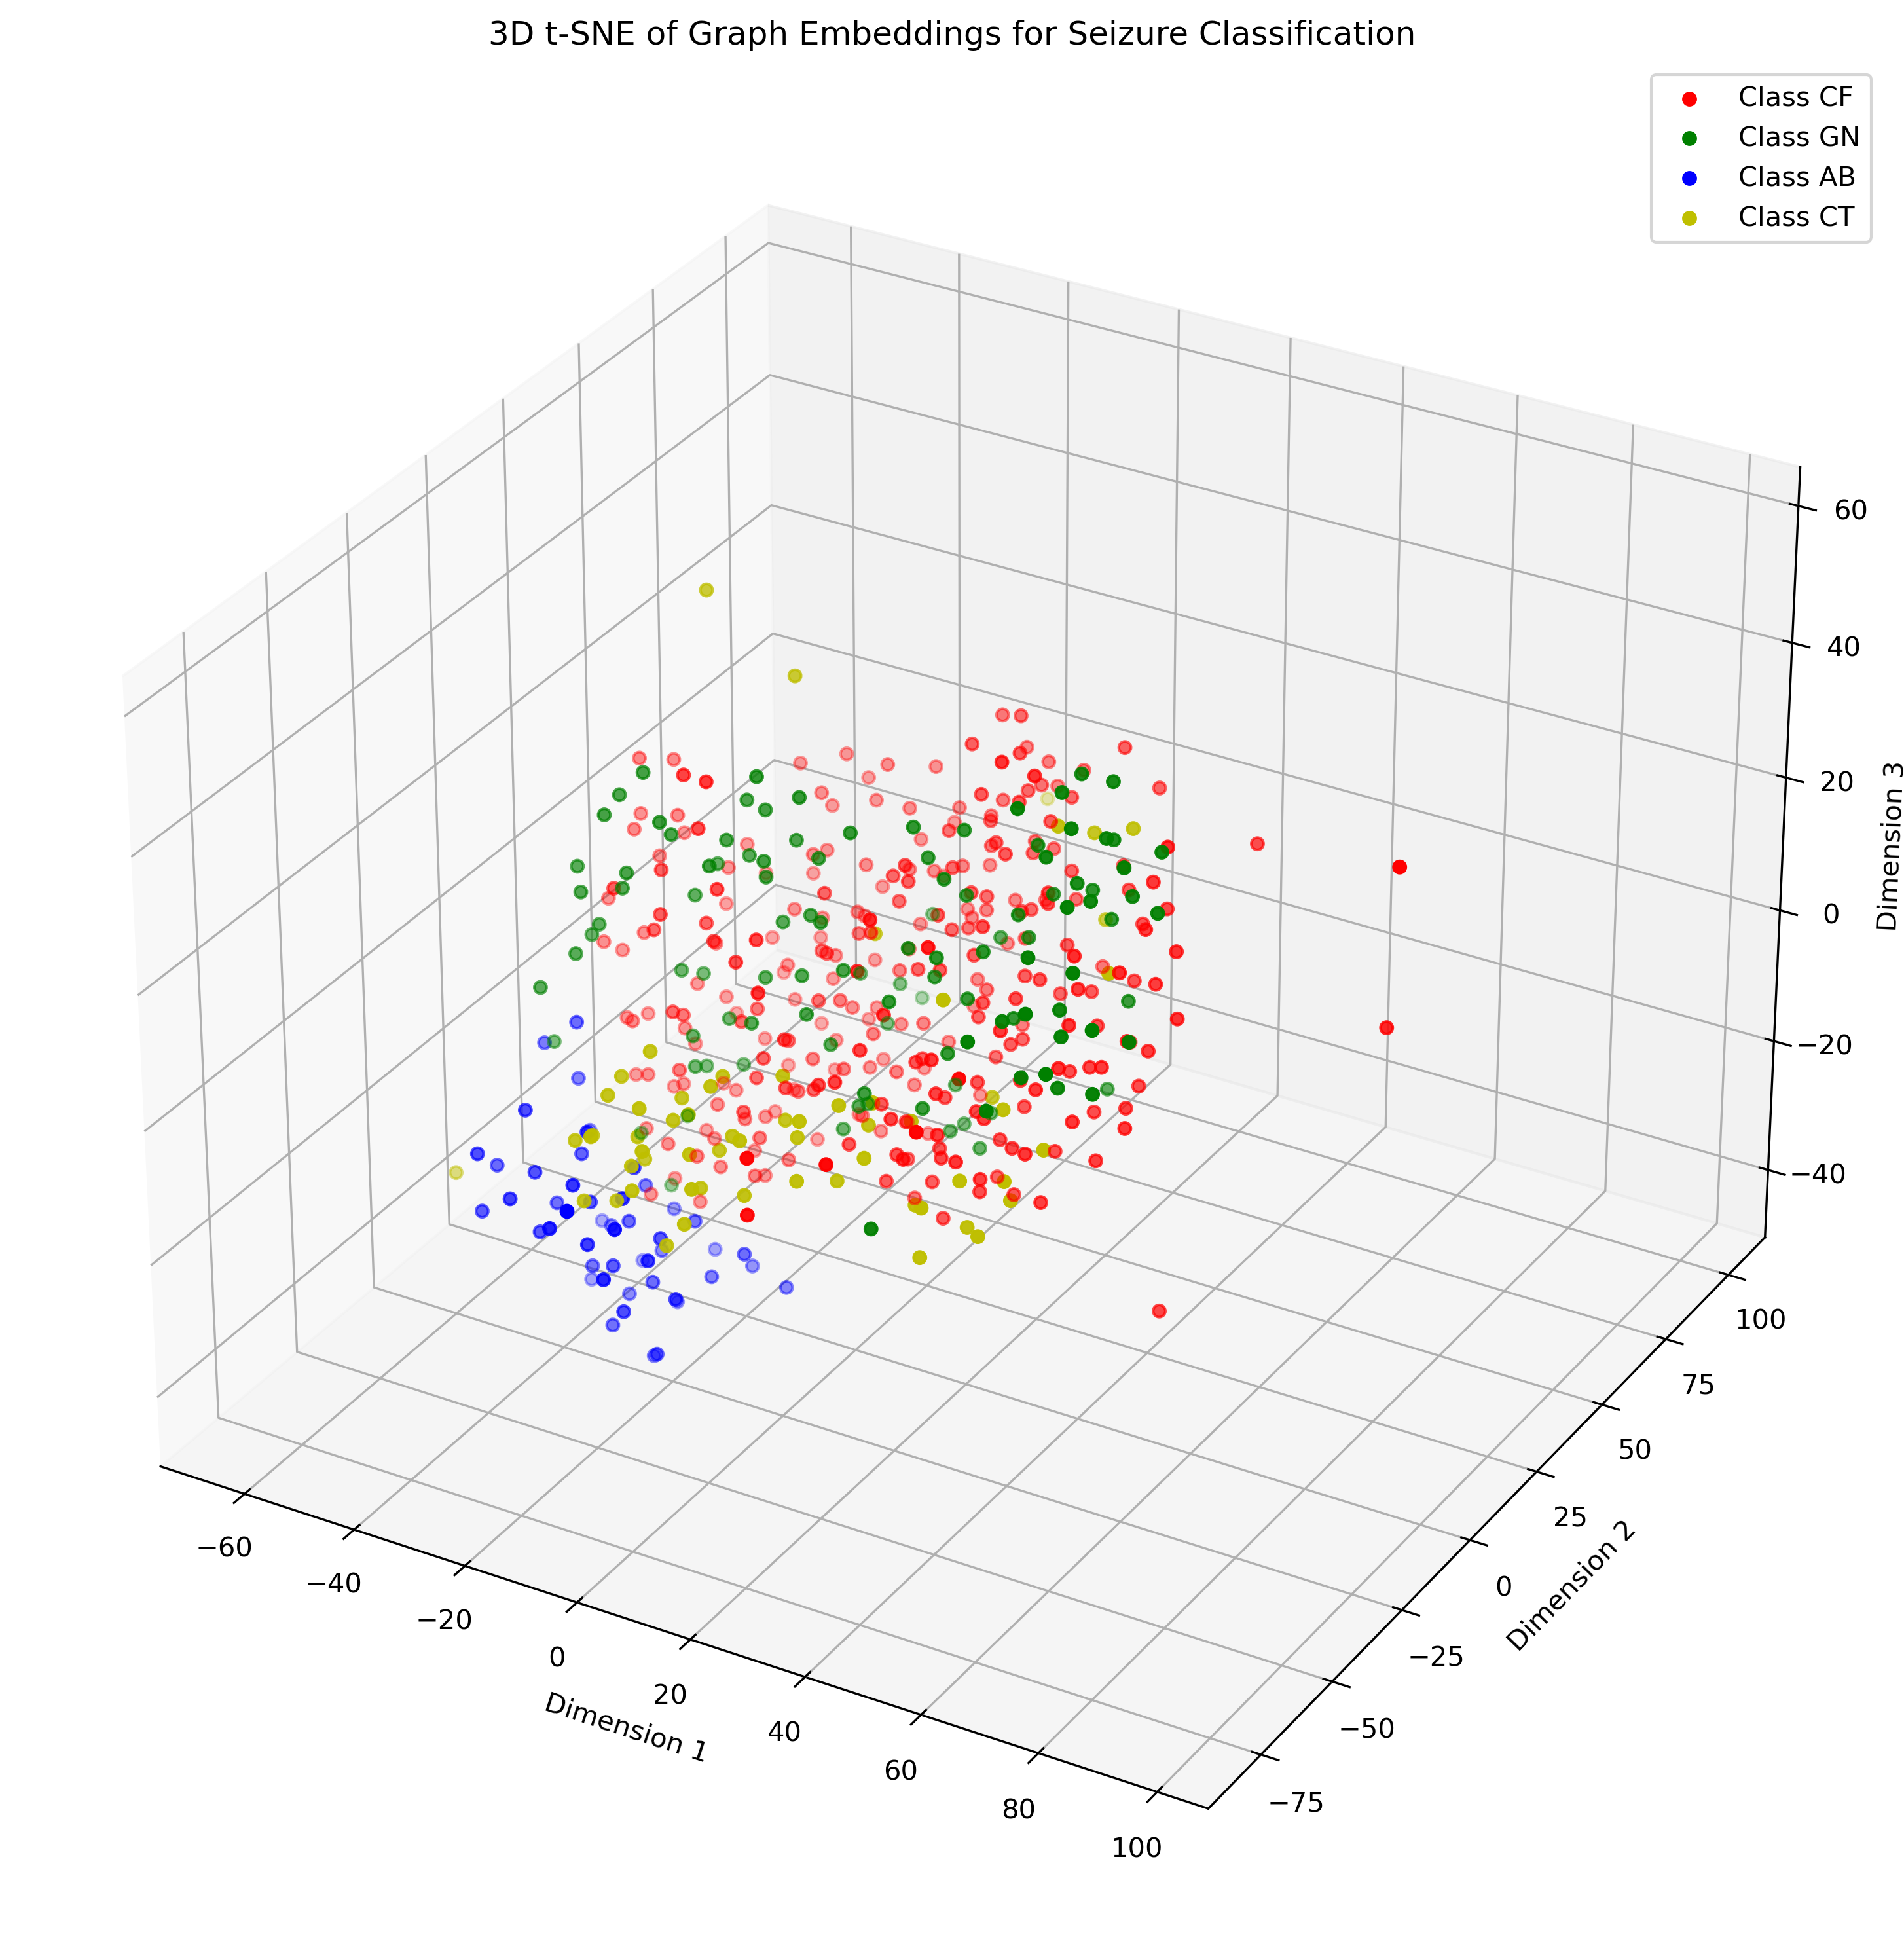 3D t-SNE of Graph Embeddings for Seizure Classification
Class CF
Class GN
Class AB
Class CT
60
40
20
0
−20
−40
Dimension 3
100
75
50
25
0
−25
−50
−75
Dimension 2
−60
−40
−20
0
20
40
60
80
100
Dimension 1